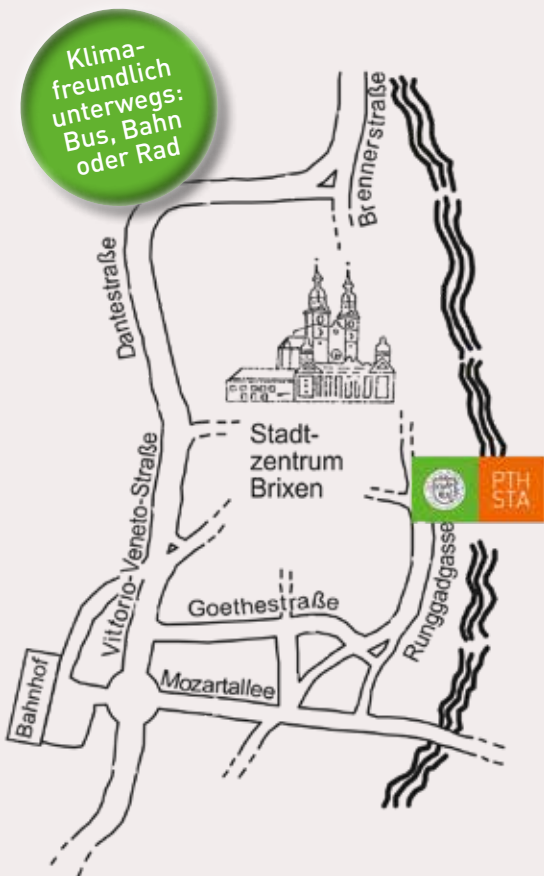 Klima-
freundlich
unterwegs:
Bus, Bahn
oder Rad
Brennerstraße
Dantestraße
Stadt-
zentrum
Brixen
PTH
STA
Vittorio-Veneto-Straße
Runggadgasse
Goethestraße
Mozartallee
Bahnhof